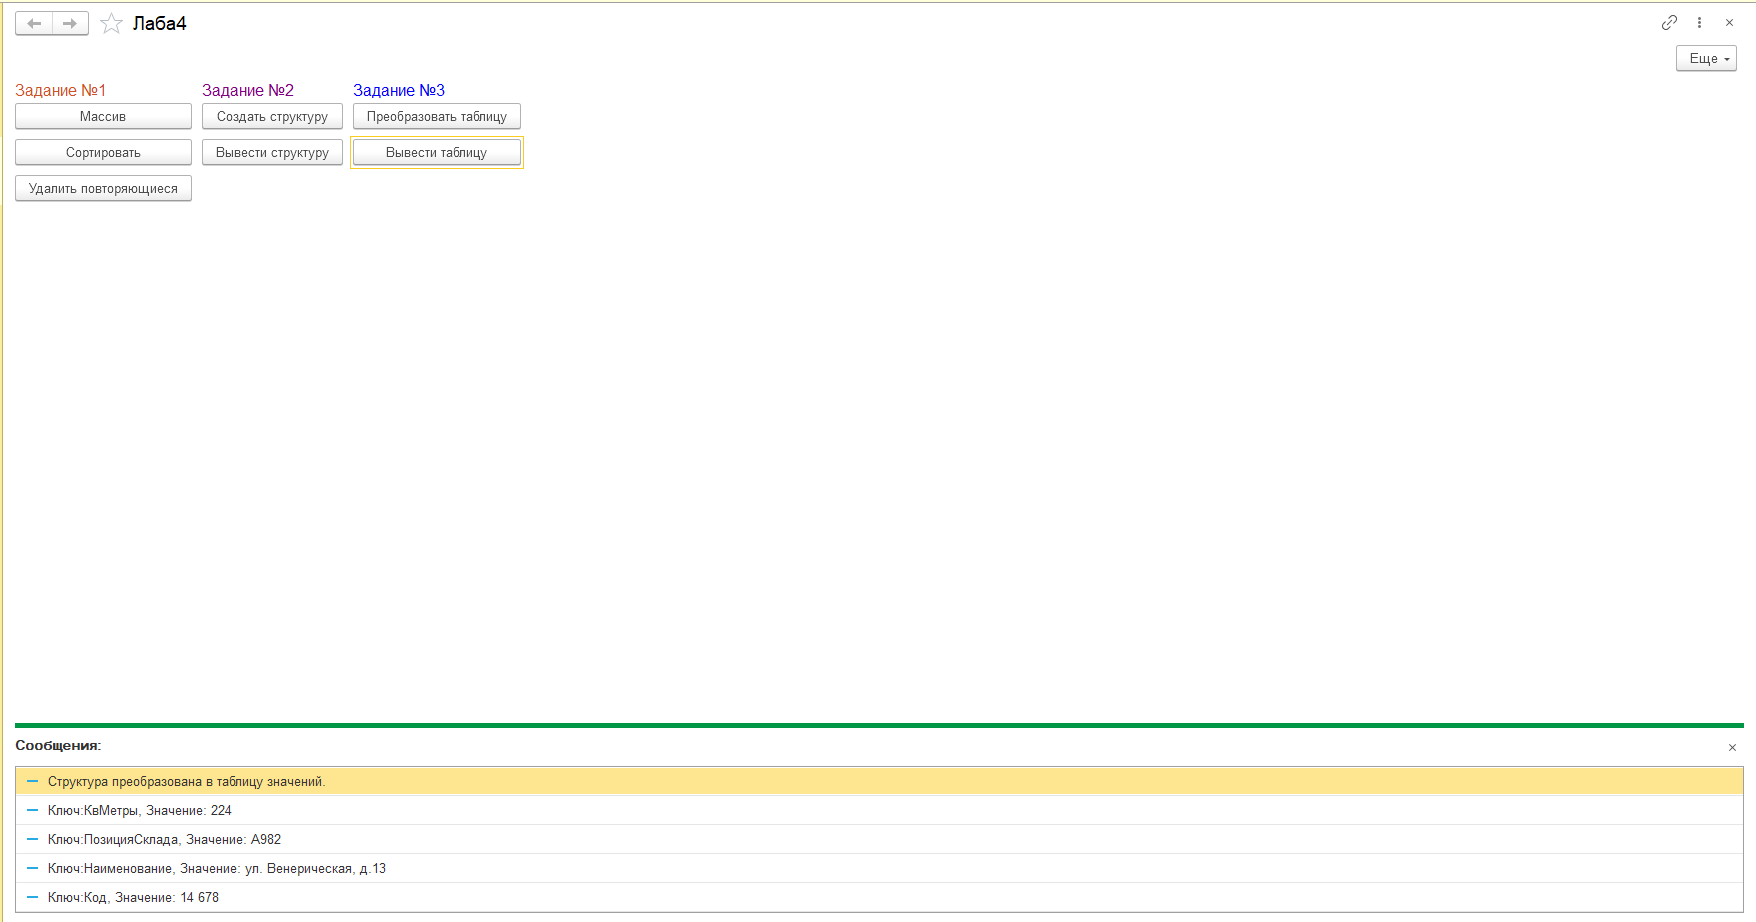 Лаба4
Еще
Задание №1 Задание №2 Задание №3
Массив Создать структуру Преобразовать таблицу
Сортировать Вывести структуру Вывести таблицу
Удалить повторяющиеся
Сообщения:
Структура преобразована в таблицу значений.
Ключ:КвМетры, Значение: 224
Ключ:ПозицияСклада, Значение: А982
Ключ:Наименование, Значение: ул. Венерическая, д.13
Ключ:Код, Значение: 14 678